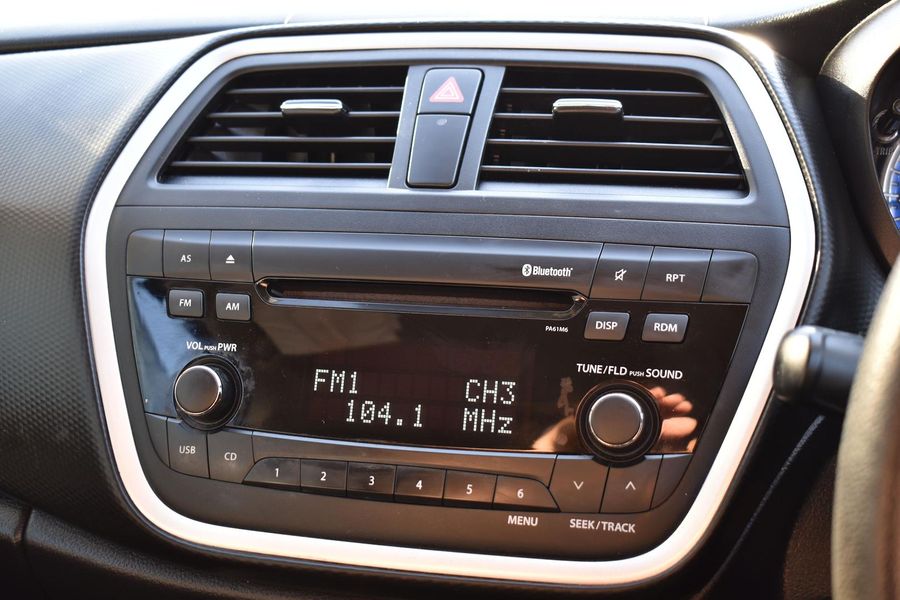 TRIP
AS
Bluetooth
RPT
FM
AM
PA61M6
DISP
RDM
VOL PUSH PWR
TUNE/FLD PUSH SOUND
FM1 CH3
104.1 MHz
USB
CD
1 2 3 4 5 6
MENU
SEEK/TRACK